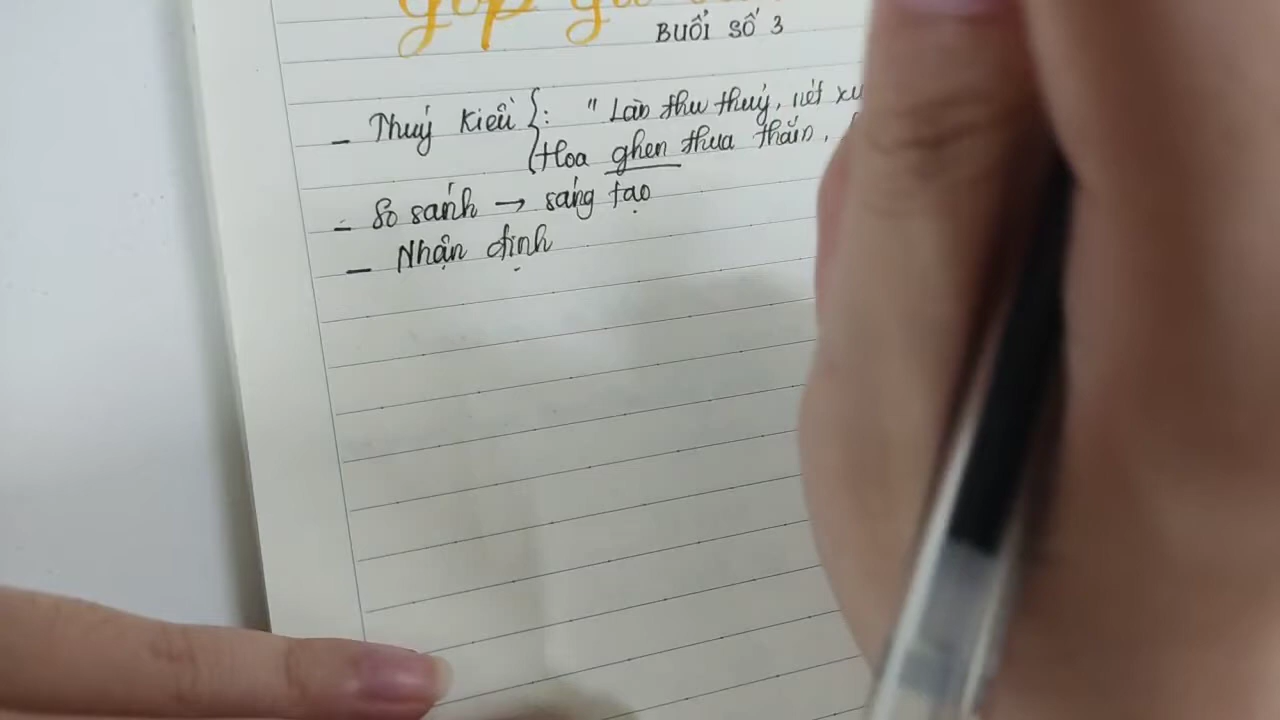 BUỔI SỐ 3
- Thuý Kiều {: "Làn thu thuỷ, nét
Hoa ghen thua thắm,
- So sánh → sáng tạo
- Nhận định